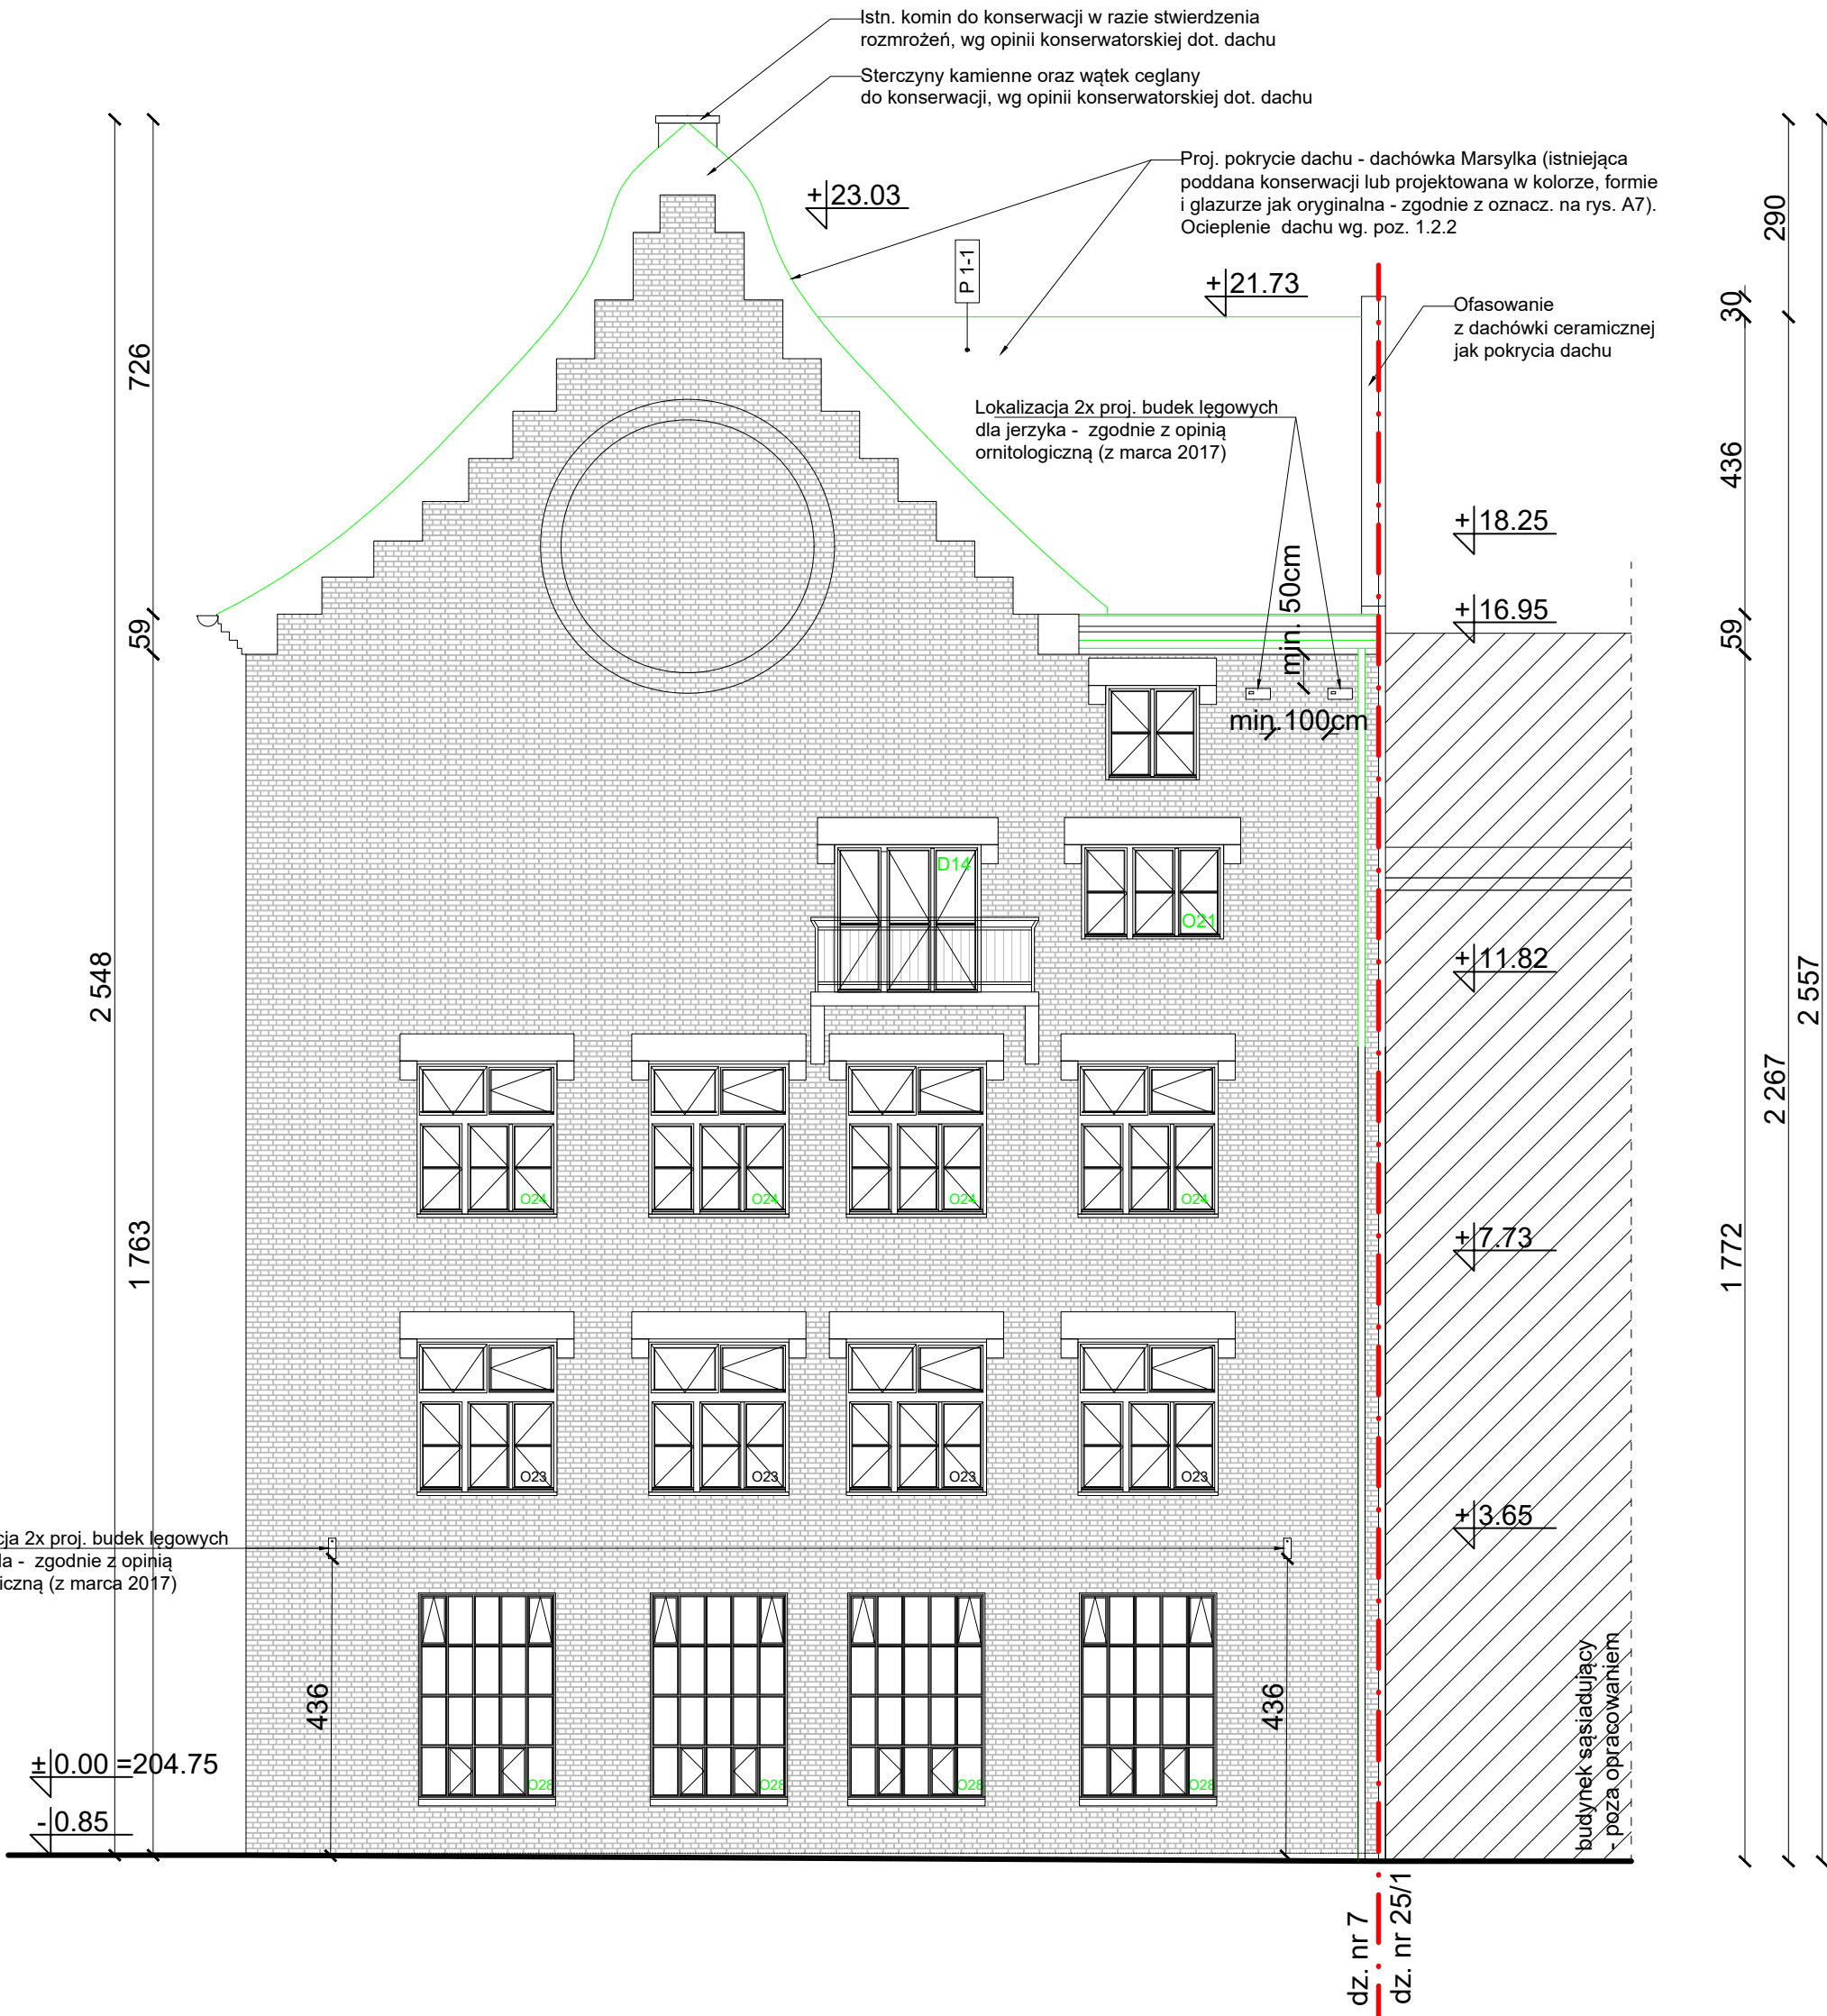 Istn. komin do konserwacji w razie stwierdzenia
rozmrożeń, wg opinii konserwatorskiej dot. dachu
Sterczyny kamienne oraz wątek ceglany
do konserwacji, wg opinii konserwatorskiej dot. dachu
Proj. pokrycie dachu - dachówka Marsylka (istniejąca
poddana konserwacji lub projektowana w kolorze, formie
i glazurze jak oryginalna - zgodnie z oznacz. na rys. A7).
Ocieplenie dachu wg. poz. 1.2.2
+23.03
P 1-1
+21.73
Ofasowanie
z dachówki ceramicznej
jak pokrycia dachu
Lokalizacja 2x proj. budek lęgowych
dla jerzyka - zgodnie z opinią
ornitologiczną (z marca 2017)
290
30
726
436
+18.25
min. 50cm
+16.95
59
59
min.100cm
D14
O21
2 548
+11.82
2 557
2 267
O24
O24
O24
O24
1 763
+7.73
1 772
O23
O23
O23
O23
+3.65
cja 2x proj. budek lęgowych
la - zgodnie z opinią
iczną (z marca 2017)
436
436
O28
O28
O28
O28
±0.00 =204.75
-0.85
budynek sąsiadujący
- poza opracowaniem
dz. nr 7
dz. nr 25/1